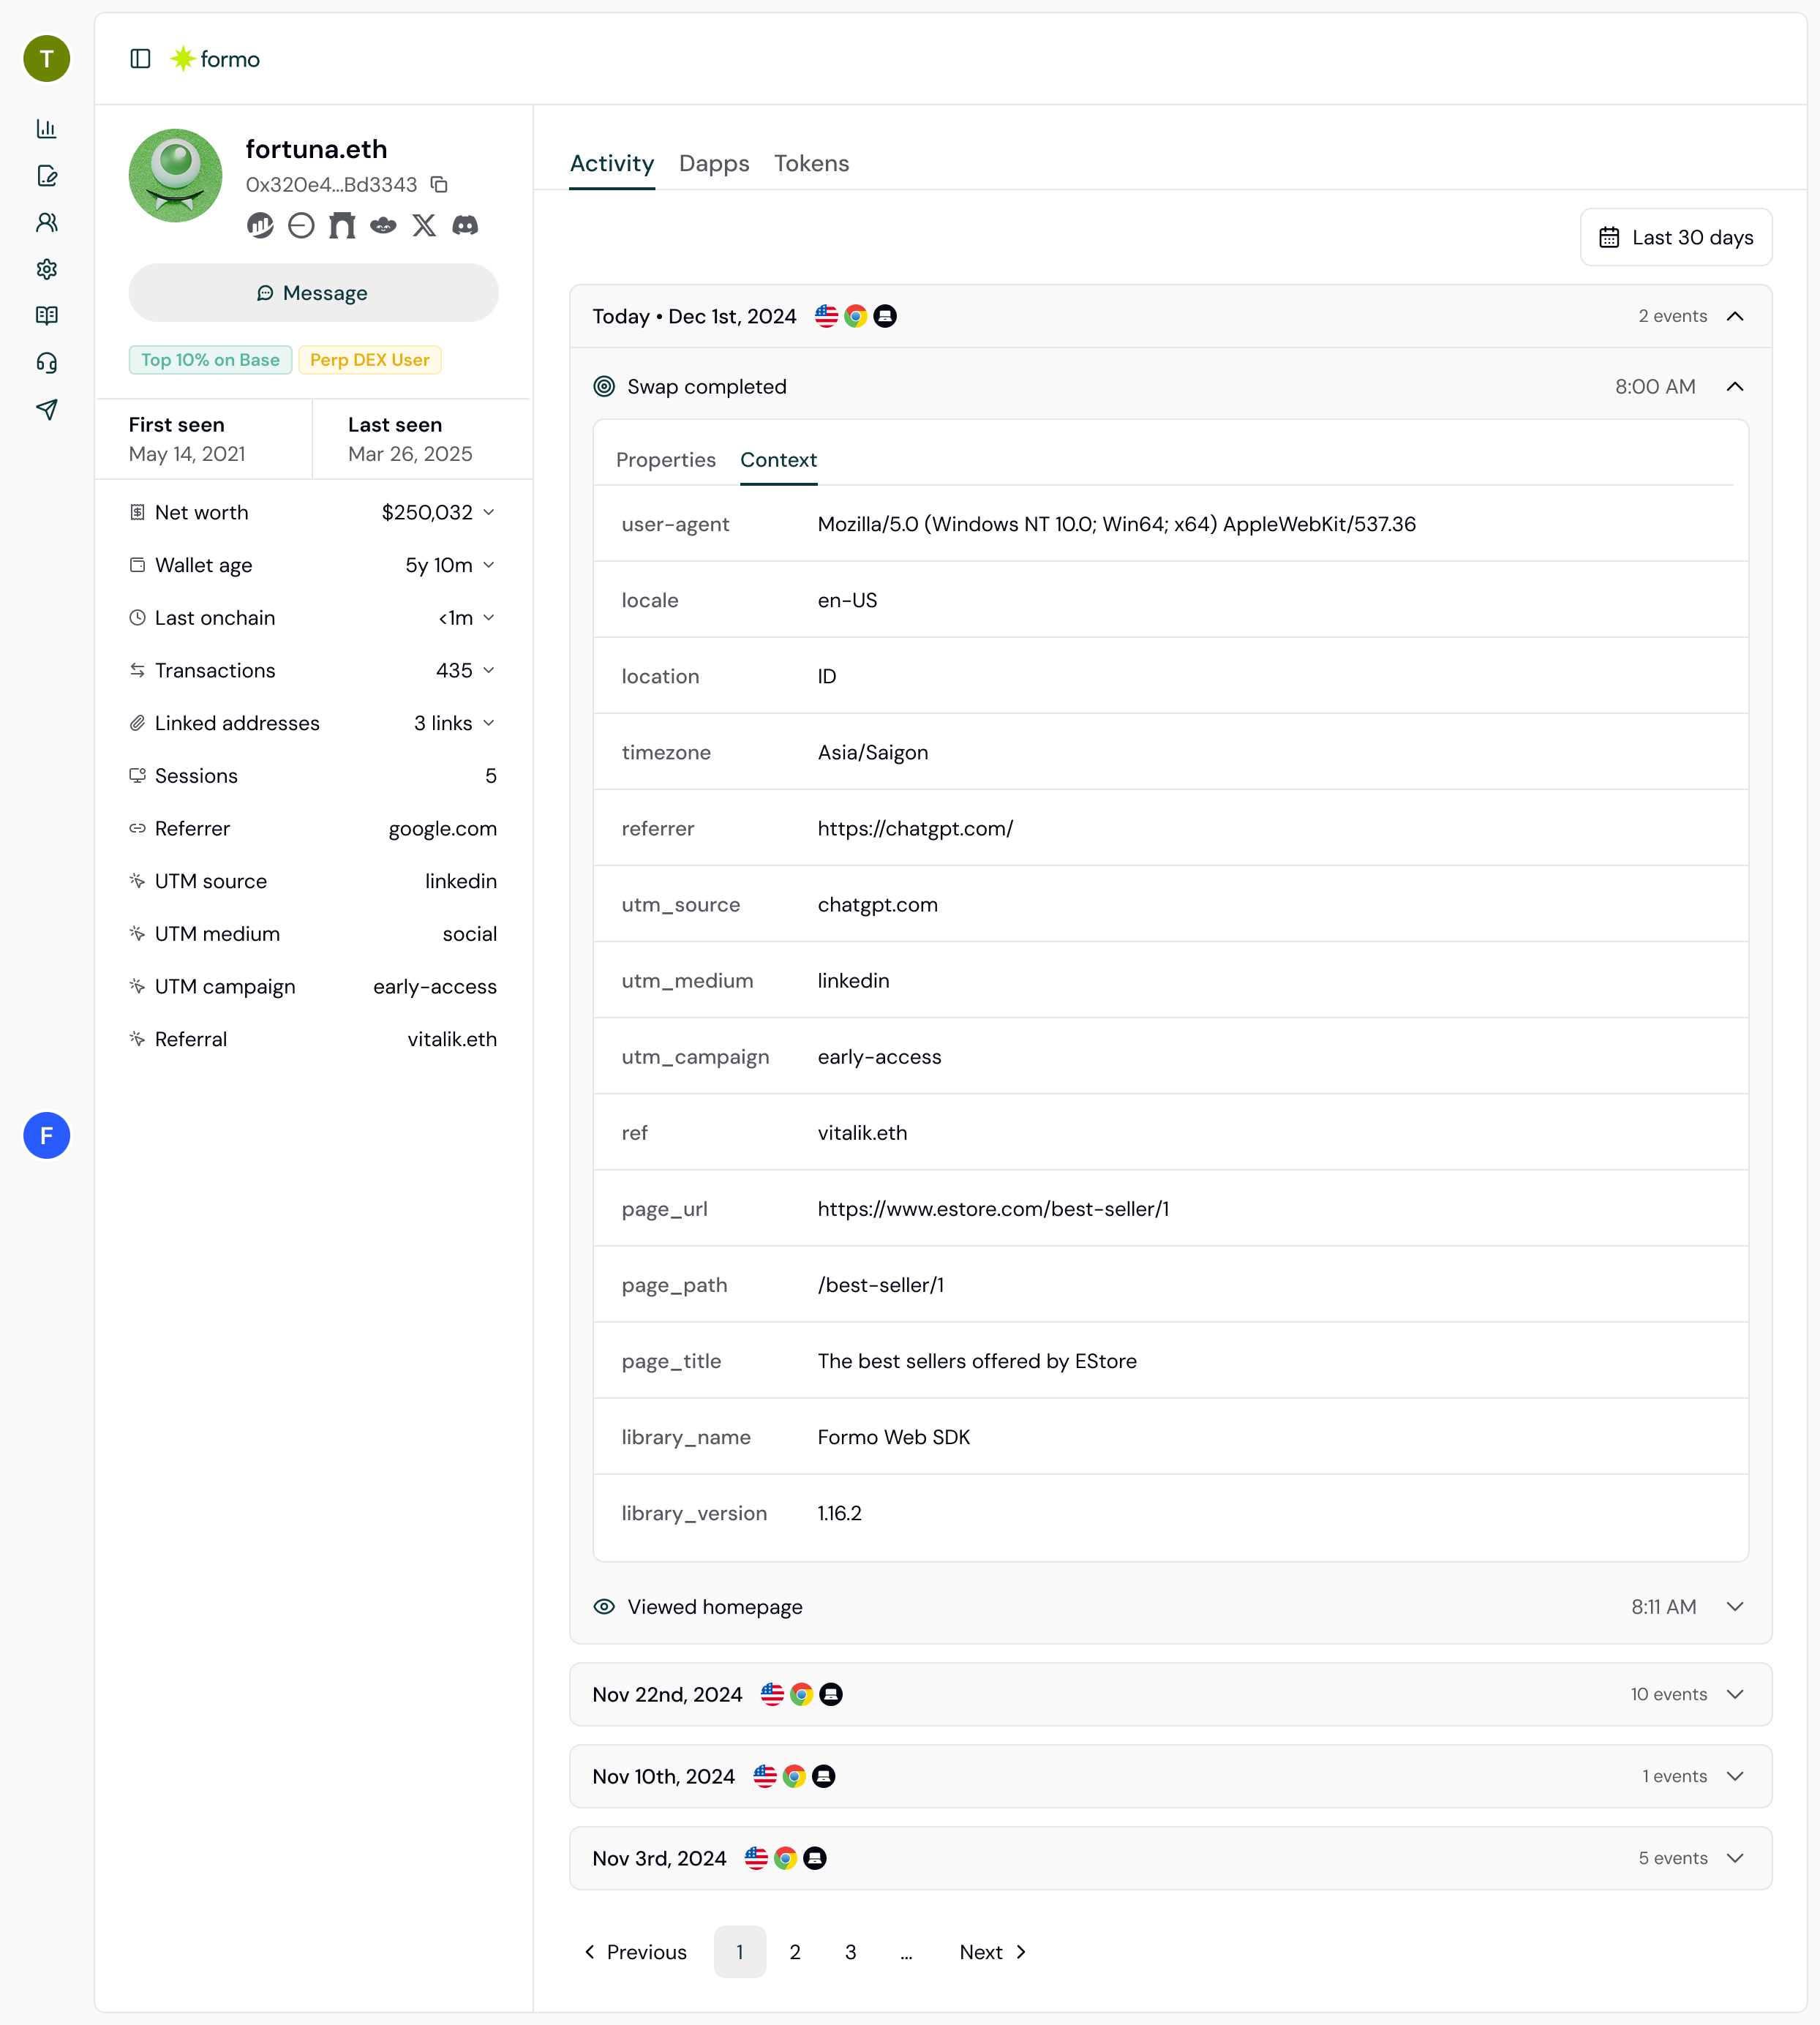 T
formo
fortuna.eth
0x320e4...Bd3343
Message
Top 10% on Base
Perp DEX User
First seen
May 14, 2021
Last seen
Mar 26, 2025
Net worth $250,032
Wallet age 5y 10m
Last onchain <1m
Transactions 435
Linked addresses 3 links
Sessions 5
Referrer google.com
UTM source linkedin
UTM medium social
UTM campaign early-access
Referral vitalik.eth
F
Activity Dapps Tokens
Last 30 days
Today • Dec 1st, 2024 2 events
Swap completed 8:00 AM
Properties Context
user-agent Mozilla/5.0 (Windows NT 10.0; Win64; x64) AppleWebKit/537.36
locale en-US
location ID
timezone Asia/Saigon
referrer https://chatgpt.com/
utm_source chatgpt.com
utm_medium linkedin
utm_campaign early-access
ref vitalik.eth
page_url https://www.estore.com/best-seller/1
page_path /best-seller/1
page_title The best sellers offered by EStore
library_name Formo Web SDK
library_version 1.16.2
Viewed homepage 8:11 AM
Nov 22nd, 2024 10 events
Nov 10th, 2024 1 events
Nov 3rd, 2024 5 events
Previous 1 2 3 ... Next